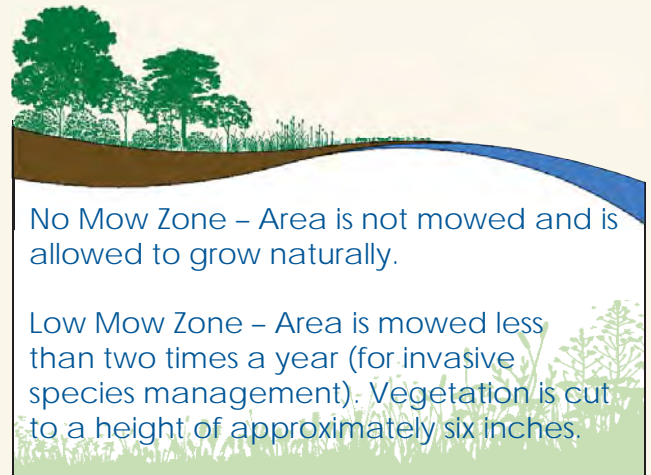 No Mow Zone – Area is not mowed and is
allowed to grow naturally.
Low Mow Zone – Area is mowed less
than two times a year (for invasive
species management). Vegetation is cut
to a height of approximately six inches.